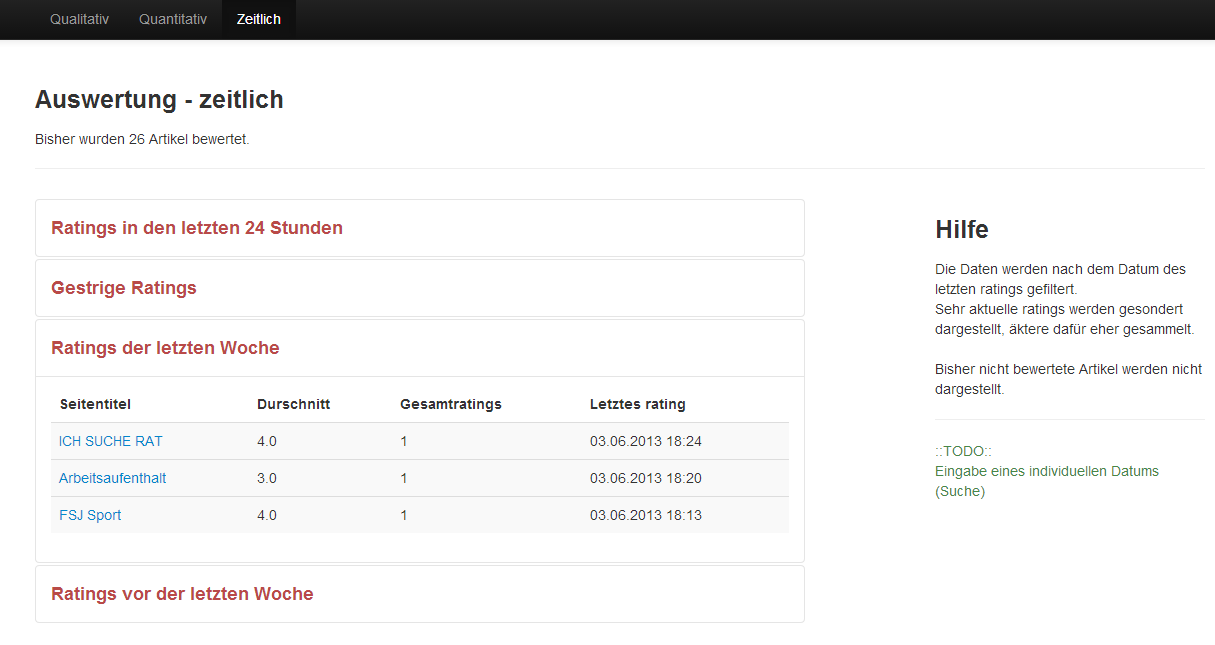 Qualitativ Quantitativ Zeitlich
Auswertung - zeitlich
Bisher wurden 26 Artikel bewertet.
Ratings in den letzten 24 Stunden
Gestrige Ratings
Ratings der letzten Woche
Seitentitel Durschnitt Gesamtratings Letztes rating
ICH SUCHE RAT 4.0 1 03.06.2013 18:24
Arbeitsaufenthalt 3.0 1 03.06.2013 18:20
FSJ Sport 4.0 1 03.06.2013 18:13
Ratings vor der letzten Woche
Hilfe
Die Daten werden nach dem Datum des
letzten ratings gefiltert.
Sehr aktuelle ratings werden gesondert
dargestellt, äktere dafür eher gesammelt.
Bisher nicht bewertete Artikel werden nicht
dargestellt.
::TODO::
Eingabe eines individuellen Datums
(Suche)